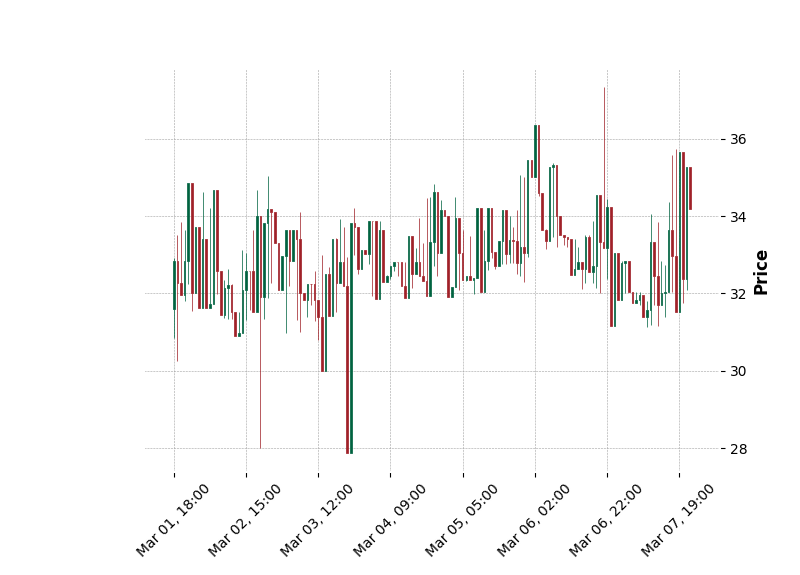 36
34
32
30
28
Price
Mar 01, 18:00
Mar 02, 15:00
Mar 03, 12:00
Mar 04, 09:00
Mar 05, 05:00
Mar 06, 02:00
Mar 06, 22:00
Mar 07, 19:00